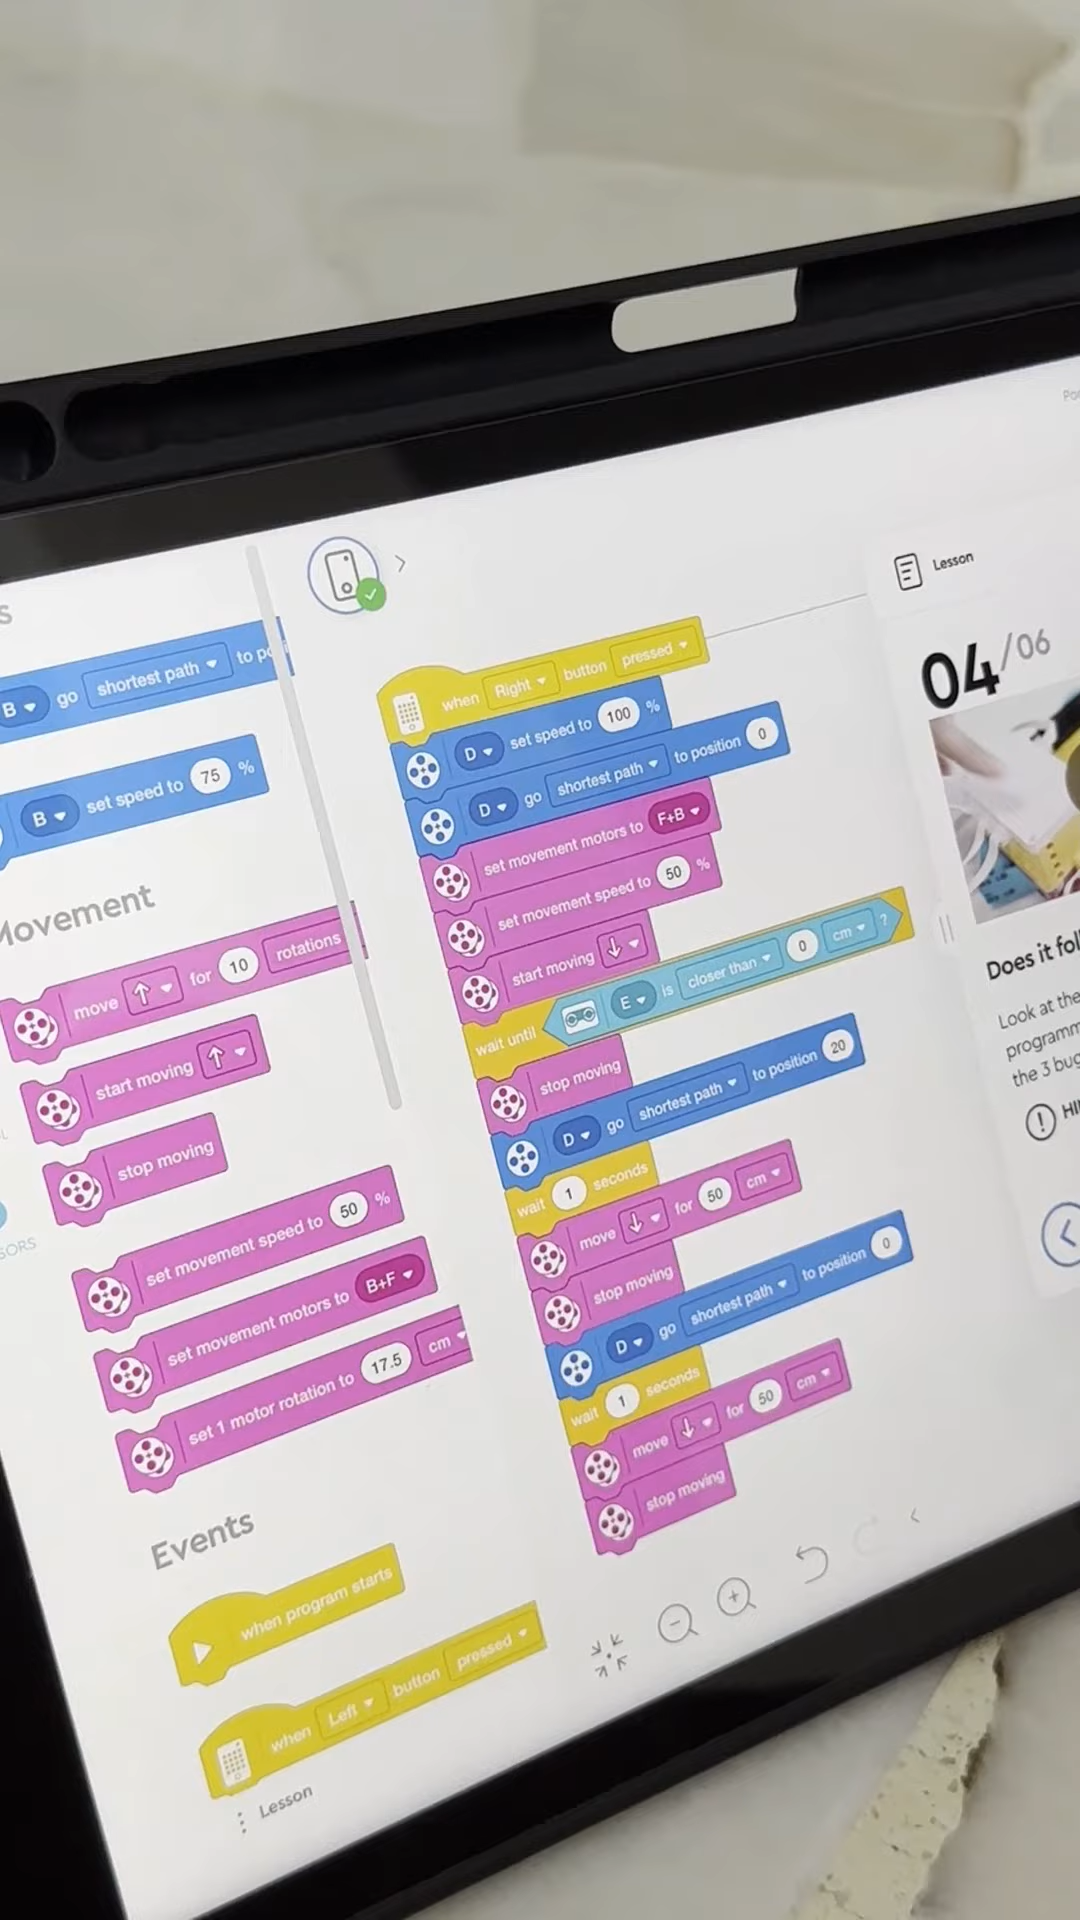 B go shortest path to
B set speed to 75 %
Movement
move for 10 rotations
start moving
stop moving
set movement speed to 50 %
set movement motors to B+F
set 1 motor rotation to 17.5 cm
Events
when program starts
when Left button pressed
Lesson
when Right button pressed
D set speed to 100 %
D go shortest path to position 0
set movement motors to F+B
set movement speed to 50 %
start moving
wait until E is closer than 0 cm ?
stop moving
D go shortest path to position 20
wait 1 seconds
move for 50 cm
stop moving
D go shortest path to position 0
wait 1 seconds
move for 50 cm
stop moving
Lesson
04/06
Does it fol
Look at the
programm
the 3 bug